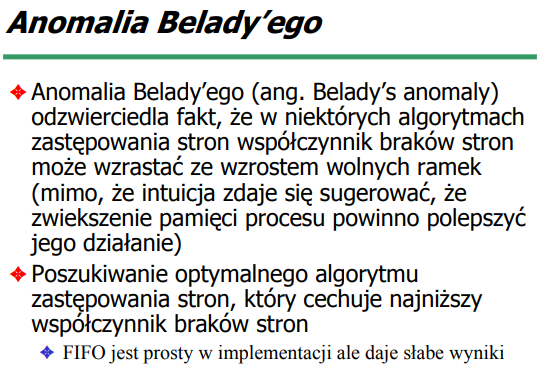 Anomalia Belady'ego
Anomalia Belady'ego (ang. Belady's anomaly)
odzwierciedla fakt, że w niektórych algorytmach
zastępowania stron współczynnik braków stron
może wzrastać ze wzrostem wolnych ramek
(mimo, że intuicja zdaje się sugerować, że
zwiekszenie pamięci procesu powinno polepszyć
jego działanie)
Poszukiwanie optymalnego algorytmu
zastępowania stron, który cechuje najniższy
współczynnik braków stron
FIFO jest prosty w implementacji ale daje słabe wyniki